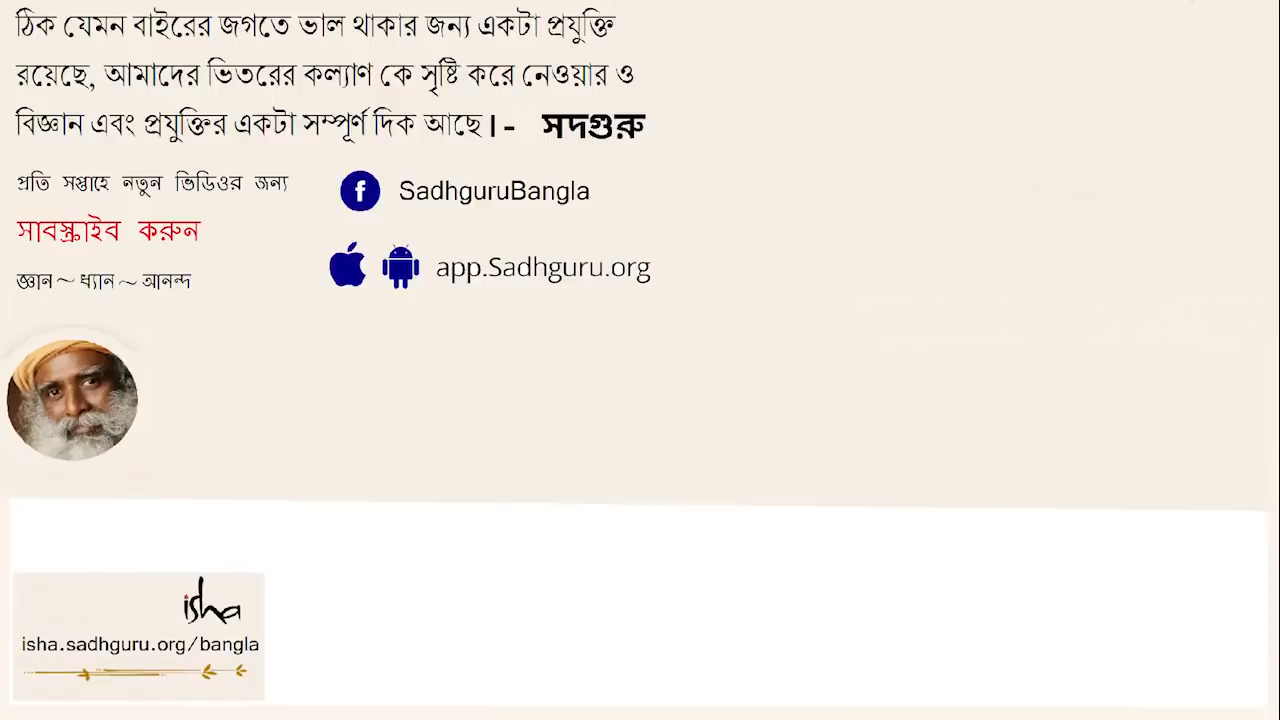 ঠিক যেমন বাইরের জগতে ভাল থাকার জন্য একটা প্রযুক্তি
রয়েছে, আমাদের ভিতরের কল্যাণ কে সৃষ্টি করে নেওয়ার ও
বিজ্ঞান এবং প্রযুক্তির একটা সম্পূর্ণ দিক আছে।- সদগুরু
প্রতি সপ্তাহে নতুন ভিডিওর জন্য
সাবস্ক্রাইব করুন
জ্ঞান ~ ধ্যান ~ আনন্দ
SadhguruBangla
app.Sadhguru.org
isha
isha.sadhguru.org/bangla